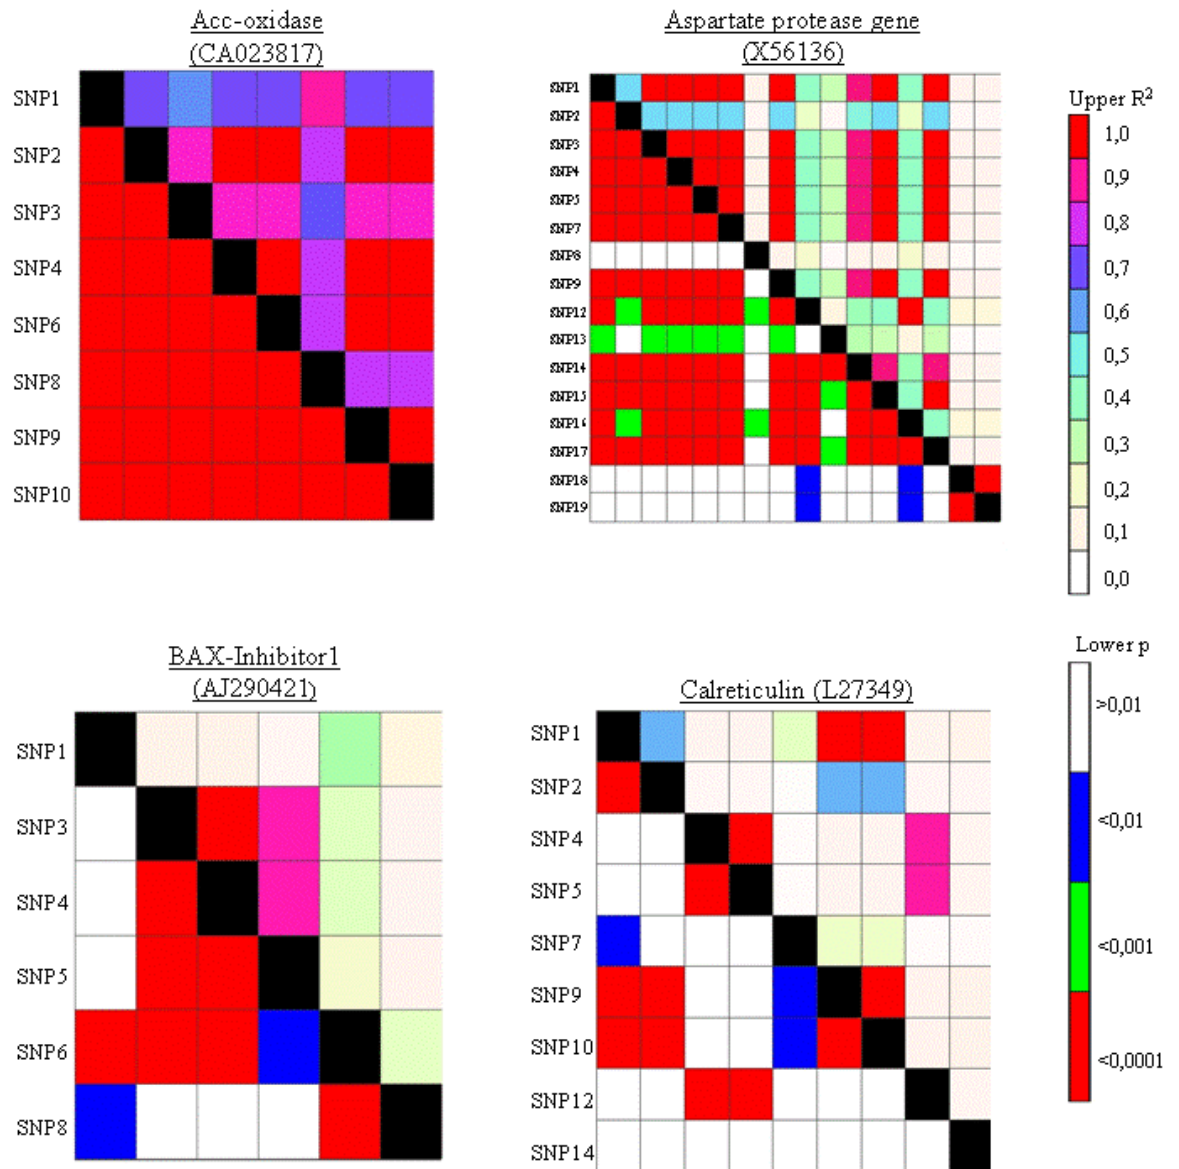 Acc-oxidase
(CA023817)
SNP1
SNP2
SNP3
SNP4
SNP6
SNP8
SNP9
SNP10
Aspartate protease gene
(X56136)
SNP1
SNP2
SNP3
SNP4
SNP5
SNP7
SNP8
SNP9
SNP12
SNP13
SNP14
SNP15
SNP16
SNP17
SNP18
SNP19
Upper R²
1,0
0,9
0,8
0,7
0,6
0,5
0,4
0,3
0,2
0,1
0,0
BAX-Inhibitor1
(AJ290421)
SNP1
SNP3
SNP4
SNP5
SNP6
SNP8
Calreticulin (L27349)
SNP1
SNP2
SNP4
SNP5
SNP7
SNP9
SNP10
SNP12
SNP14
Lower p
>0,01
<0,01
<0,001
<0,0001